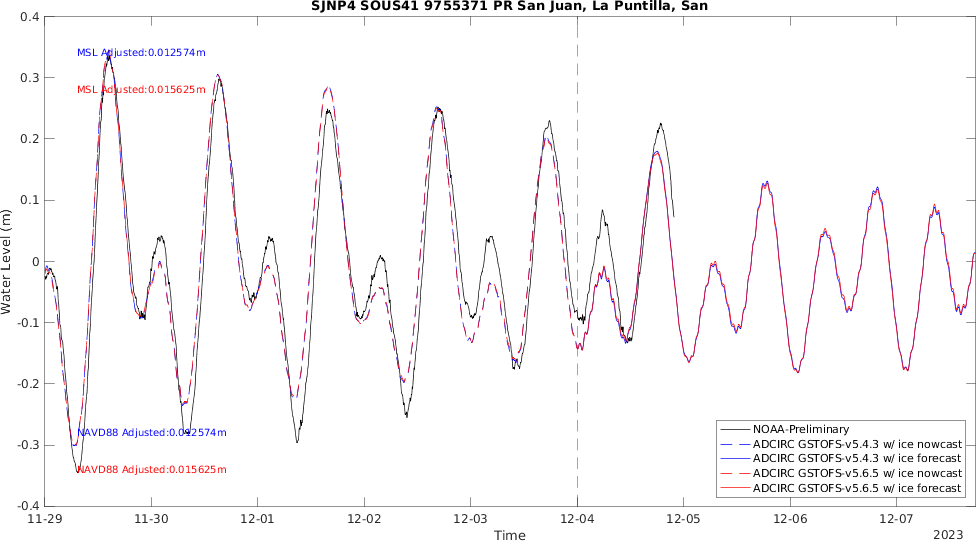 SJNP4 SOUS41 9755371 PR San Juan, La Puntilla, San
0.4
0.3
0.2
0.1
0
-0.1
-0.2
-0.3
-0.4
Water Level (m)
MSL Adjusted:0.012574m
MSL Adjusted:0.015625m
NAVD88 Adjusted:0.012574m
NAVD88 Adjusted:0.015625m
NOAA-Preliminary
ADCIRC GSTOFS-v5.4.3 w/ ice nowcast
ADCIRC GSTOFS-v5.4.3 w/ ice forecast
ADCIRC GSTOFS-v5.6.5 w/ ice nowcast
ADCIRC GSTOFS-v5.6.5 w/ ice forecast
11-29 11-30 12-01 12-02 12-03 12-04 12-05 12-06 12-07
Time
2023